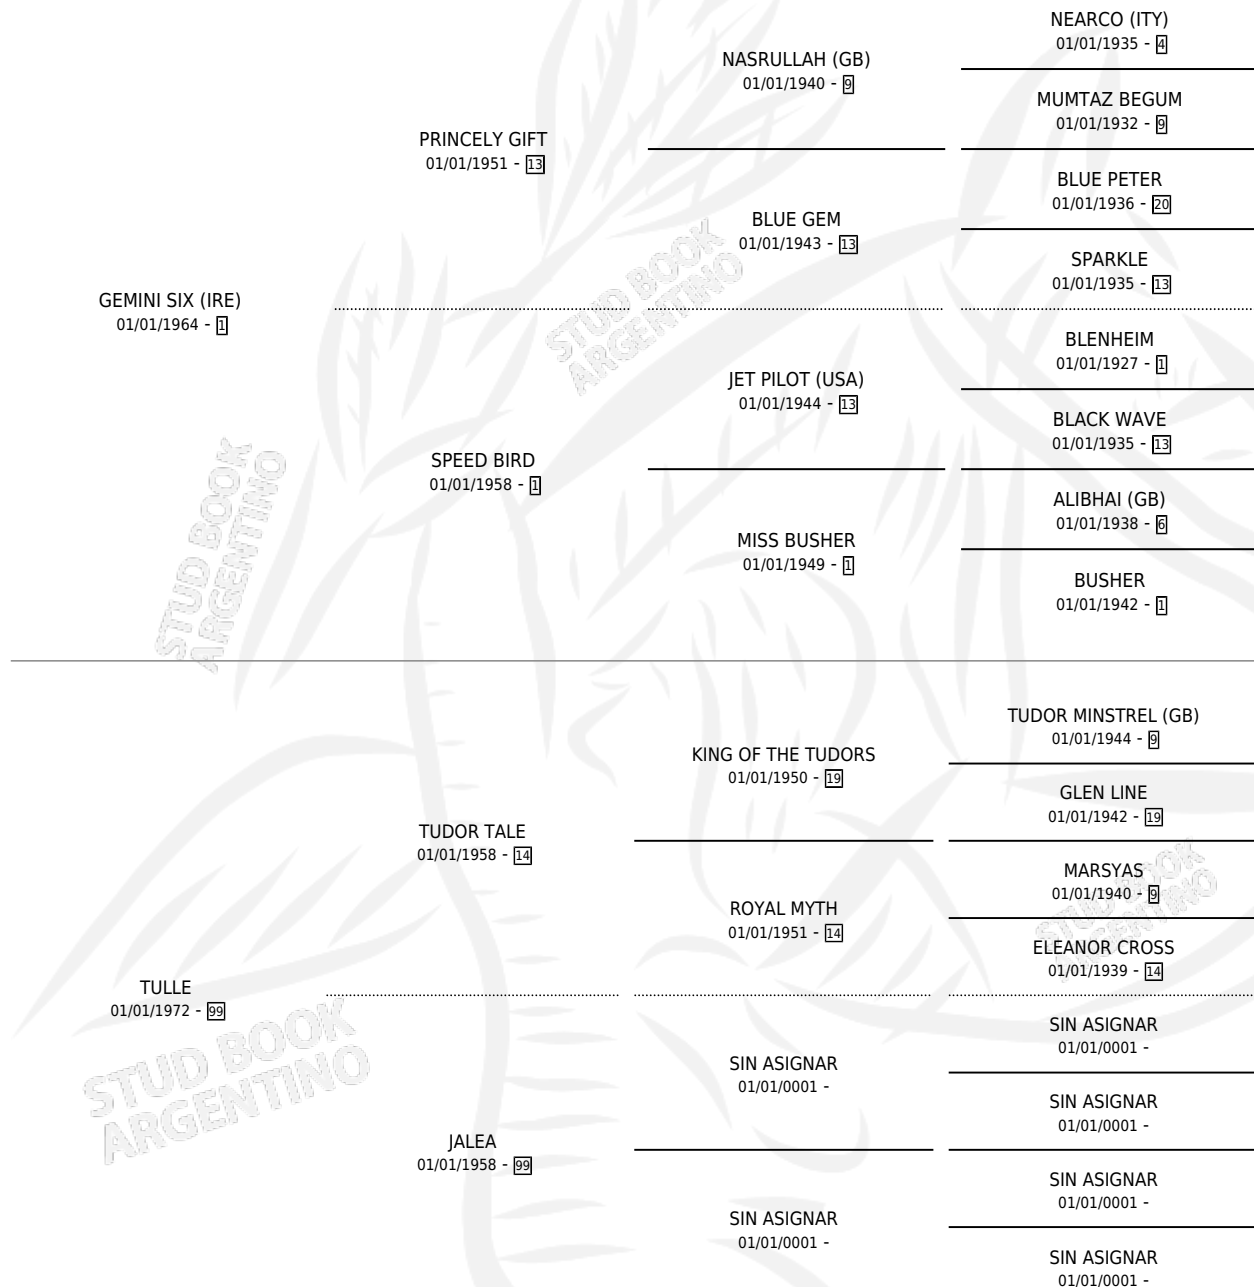 NEARCO (ITY)
01/01/1935 - 4
NASRULLAH (GB)
01/01/1940 - 9
MUMTAZ BEGUM
01/01/1932 - 9
PRINCELY GIFT
01/01/1951 - 13
BLUE PETER
01/01/1936 - 20
BLUE GEM
01/01/1943 - 13
SPARKLE
01/01/1935 - 13
GEMINI SIX (IRE)
01/01/1964 - 1
BLENHEIM
01/01/1927 - 1
JET PILOT (USA)
01/01/1944 - 13
BLACK WAVE
01/01/1935 - 13
SPEED BIRD
01/01/1958 - 1
ALIBHAI (GB)
01/01/1938 - 6
MISS BUSHER
01/01/1949 - 1
BUSHER
01/01/1942 - 1
TUDOR MINSTREL (GB)
01/01/1944 - 9
KING OF THE TUDORS
01/01/1950 - 19
GLEN LINE
01/01/1942 - 19
TUDOR TALE
01/01/1958 - 14
MARSYAS
01/01/1940 - 9
ROYAL MYTH
01/01/1951 - 14
ELEANOR CROSS
01/01/1939 - 14
TULLE
01/01/1972 - 99
SIN ASIGNAR
01/01/0001 -
SIN ASIGNAR
01/01/0001 -
SIN ASIGNAR
01/01/0001 -
JALEA
01/01/1958 - 99
SIN ASIGNAR
01/01/0001 -
SIN ASIGNAR
01/01/0001 -
SIN ASIGNAR
01/01/0001 -
STUD BOOK
ARGENTINO
STUD BOOK
ARGENTINO
STUD BOOK
ARGENTINO
STUD BOOK
ARGENTINO